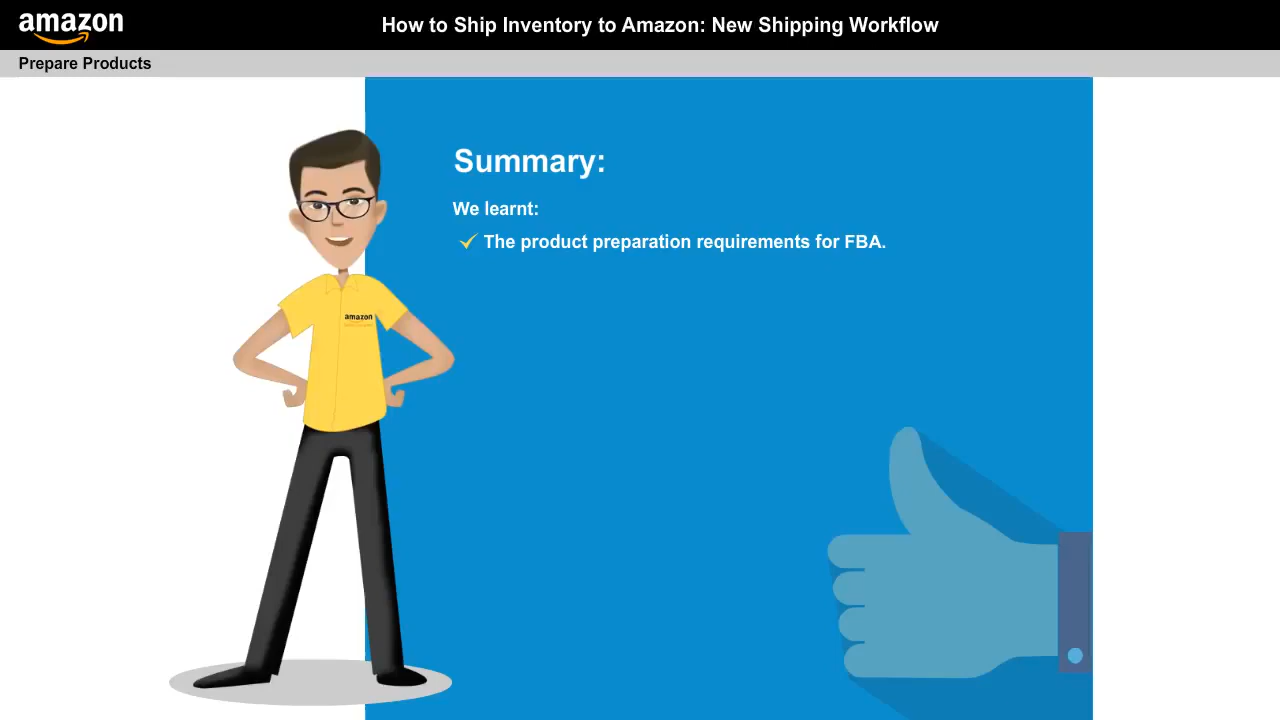 amazon
How to Ship Inventory to Amazon: New Shipping Workflow
Prepare Products
Summary:
We learnt:
The product preparation requirements for FBA.
amazon